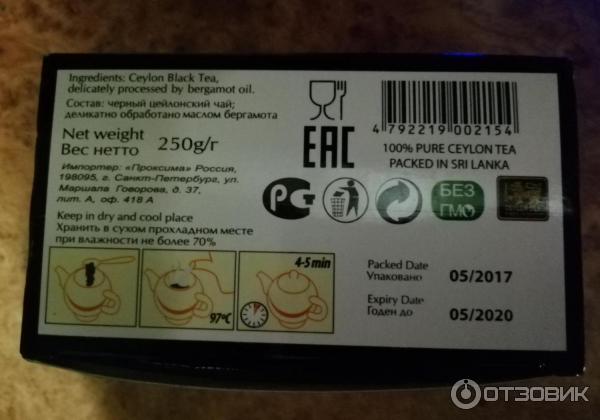 Ingredients: Ceylon Black Tea,
delicately processed by bergamot oil.
Состав: черный цейлонский чай;
деликатно обработано маслом бергамота
Net weight
Вес нетто 250g/г
Импортер: «Проксима» Россия,
198095, г. Санкт-Петербург, ул.
Маршала Говорова, д. 37,
лит. А, оф. 418 А
Keep in dry and cool place
Хранить в сухом прохладном месте
при влажности не более 70%
97°C
4-5 min
EAC
4 792219 002154
100% PURE CEYLON TEA
PACKED IN SRI LANKA
РСТ
БЕЗ
ГМО
Packed Date
Упаковано 05/2017
Expiry Date
Годен до 05/2020
ОТЗОВИК